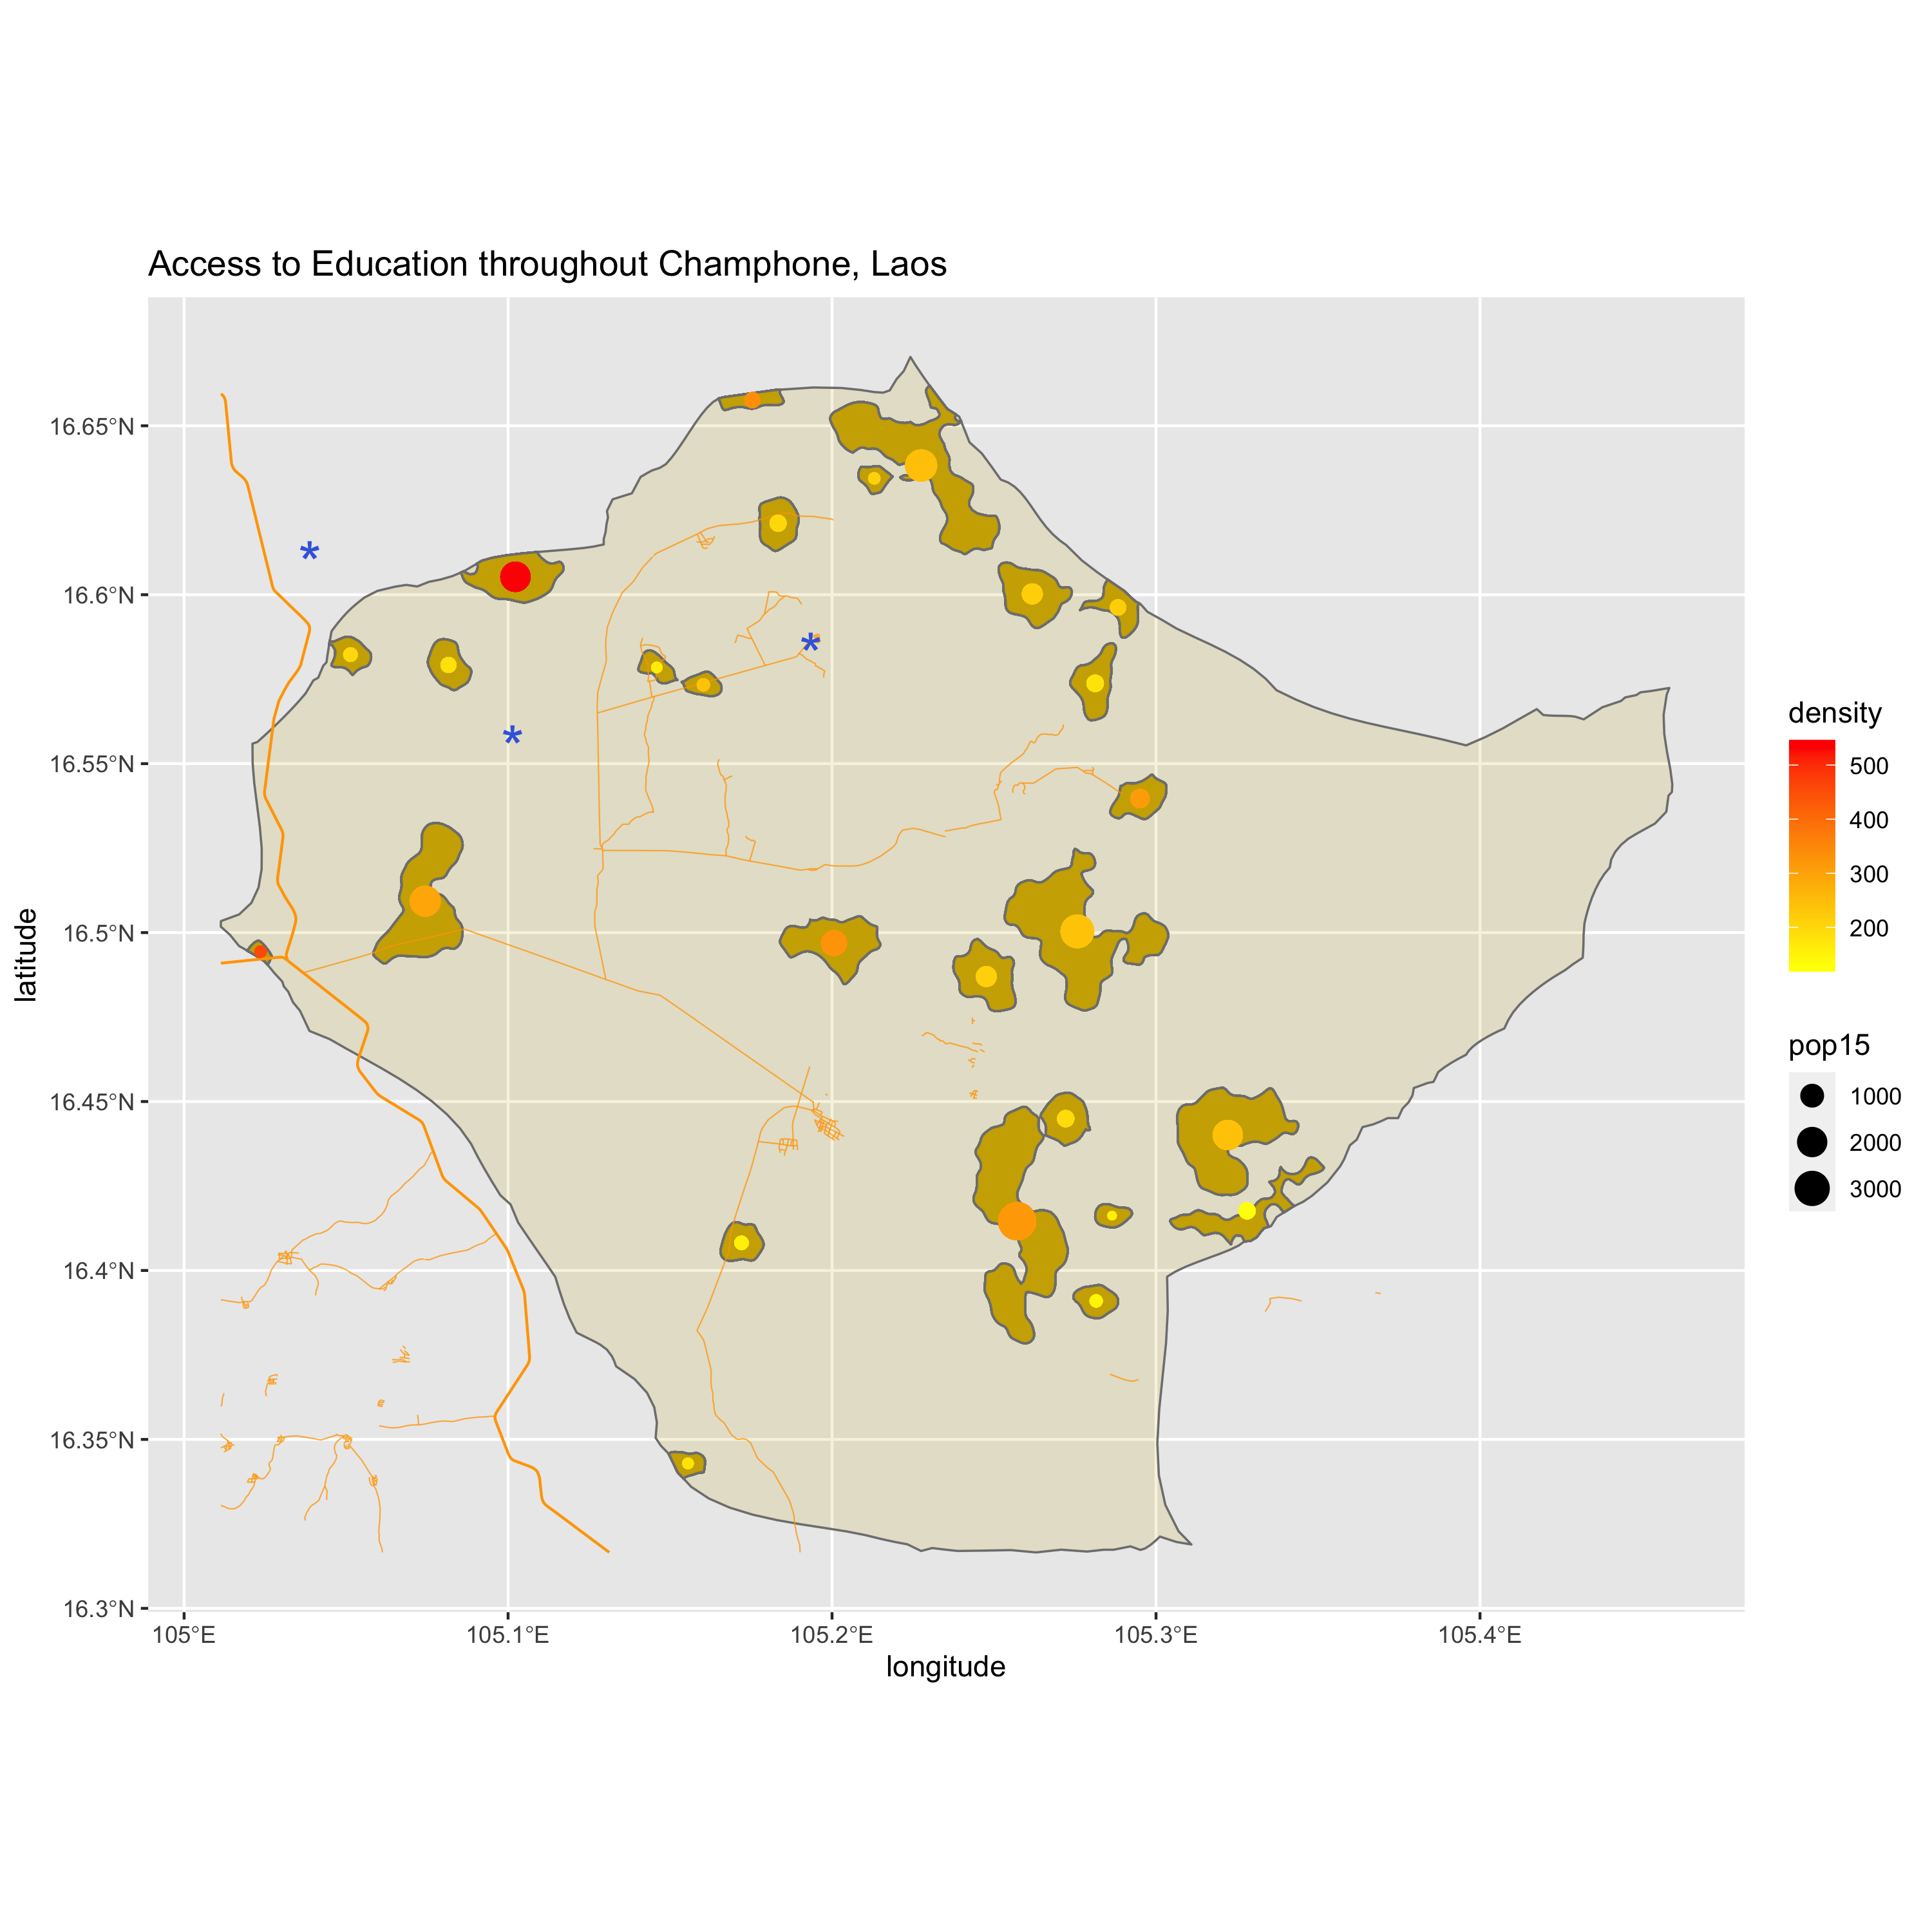 Access to Education throughout Champhone, Laos
16.65°N
16.6°N
16.55°N
16.5°N
16.45°N
16.4°N
16.35°N
16.3°N
latitude
105°E 105.1°E 105.2°E 105.3°E 105.4°E
longitude
density
500
400
300
200
pop15
1000
2000
3000